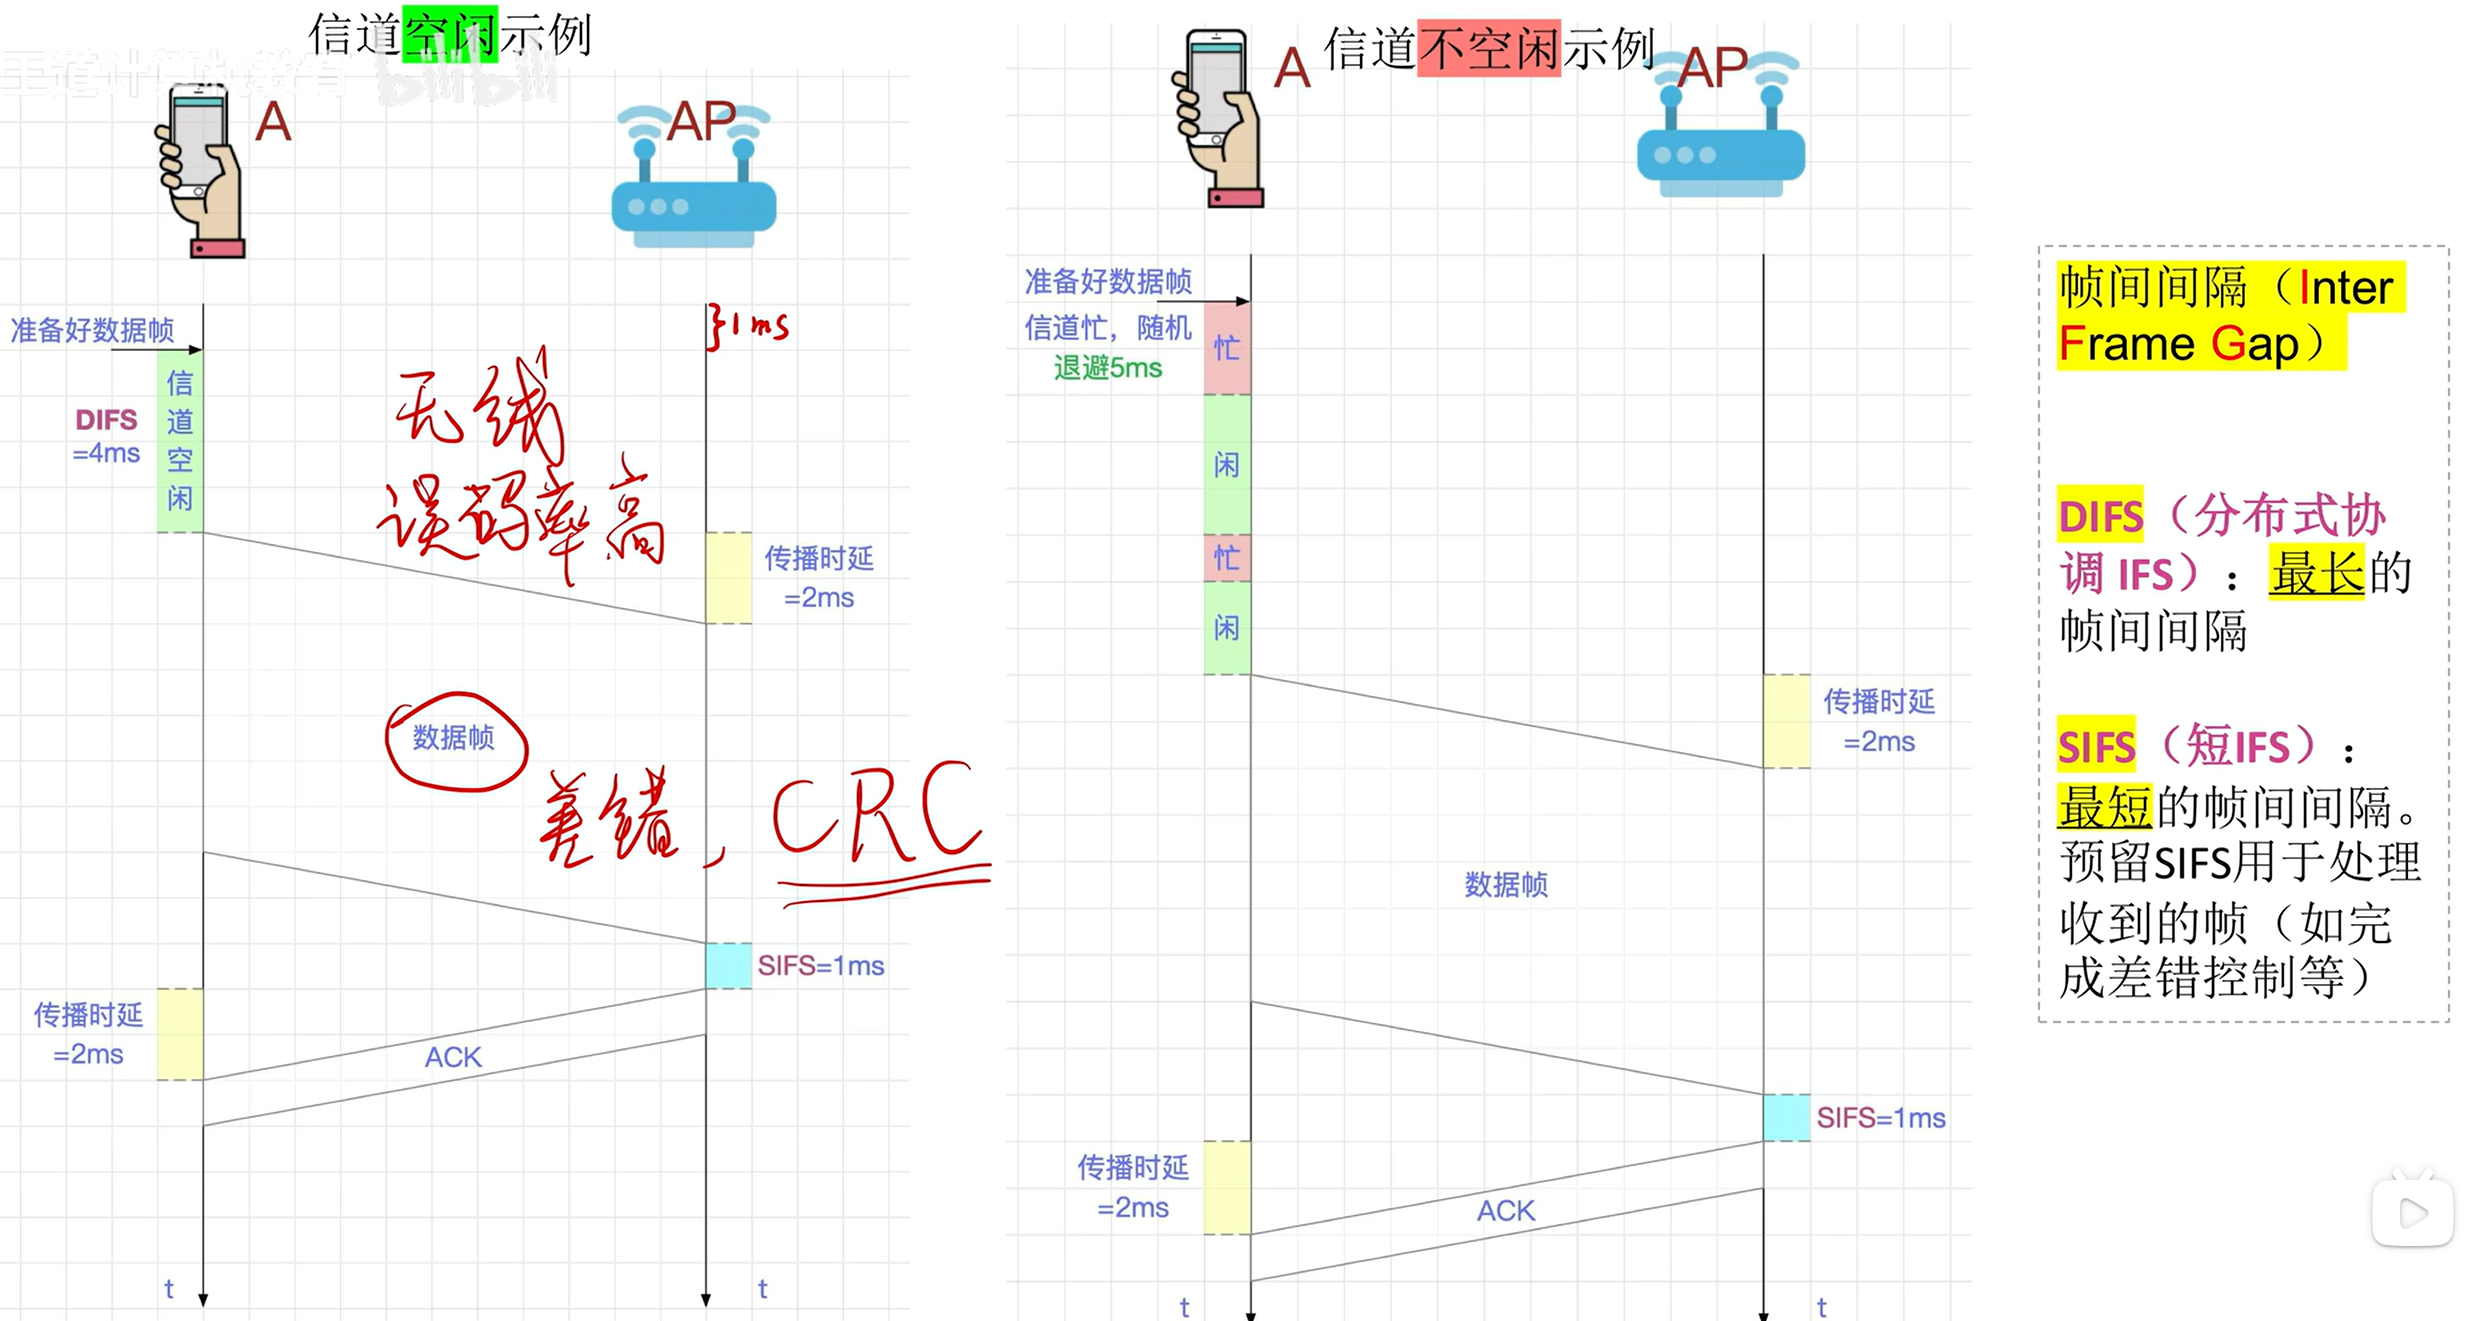 信道空闲示例
王道计算机教育
bilibili
A
AP
准备好数据帧
}1ms
信
道
空
闲
DIFS
=4ms
无线
误码率高
传播时延
=2ms
数据帧
差错, CRC
SIFS=1ms
传播时延
=2ms
ACK
t
t
信道不空闲示例
A
AP
准备好数据帧
信道忙，随机
退避5ms
忙
闲
忙
闲
传播时延
=2ms
数据帧
SIFS=1ms
传播时延
=2ms
ACK
t
t
帧间间隔（Inter
Frame Gap）
DIFS（分布式协
调 IFS）：最长的
帧间间隔
SIFS（短IFS）：
最短的帧间间隔。
预留SIFS用于处理
收到的帧（如完
成差错控制等）